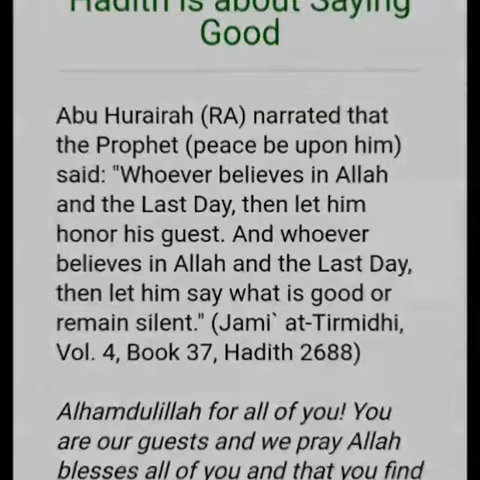 Hadith is about Saying
Good
Abu Hurairah (RA) narrated that
the Prophet (peace be upon him)
said: "Whoever believes in Allah
and the Last Day, then let him
honor his guest. And whoever
believes in Allah and the Last Day,
then let him say what is good or
remain silent." (Jami` at-Tirmidhi,
Vol. 4, Book 37, Hadith 2688)
Alhamdulillah for all of you! You
are our guests and we pray Allah
blesses all of you and that you find